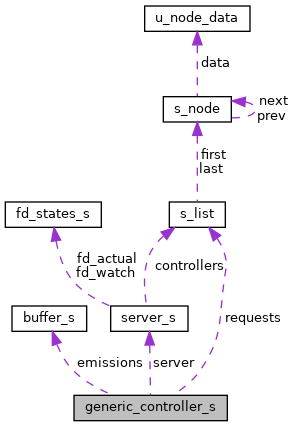 u_node_data
data
s_node
next
prev
first
last
fd_states_s
s_list
fd_actual
fd_watch
controllers
buffer_s
server_s
requests
emissions
server
generic_controller_s